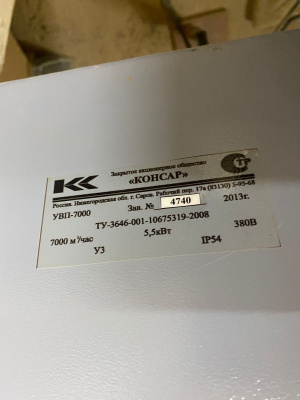 Закрытое акционерное общество
«КОНСАР»
Россия. Нижегородская обл. г. Саров. Рабочий пер. 17а (83130) 5-95-68
УВП-7000 Зав. № 4740 2013г.
ТУ-3646-001-10675319-2008
7000 м³/час 5,5кВт 380В
У3 IP54